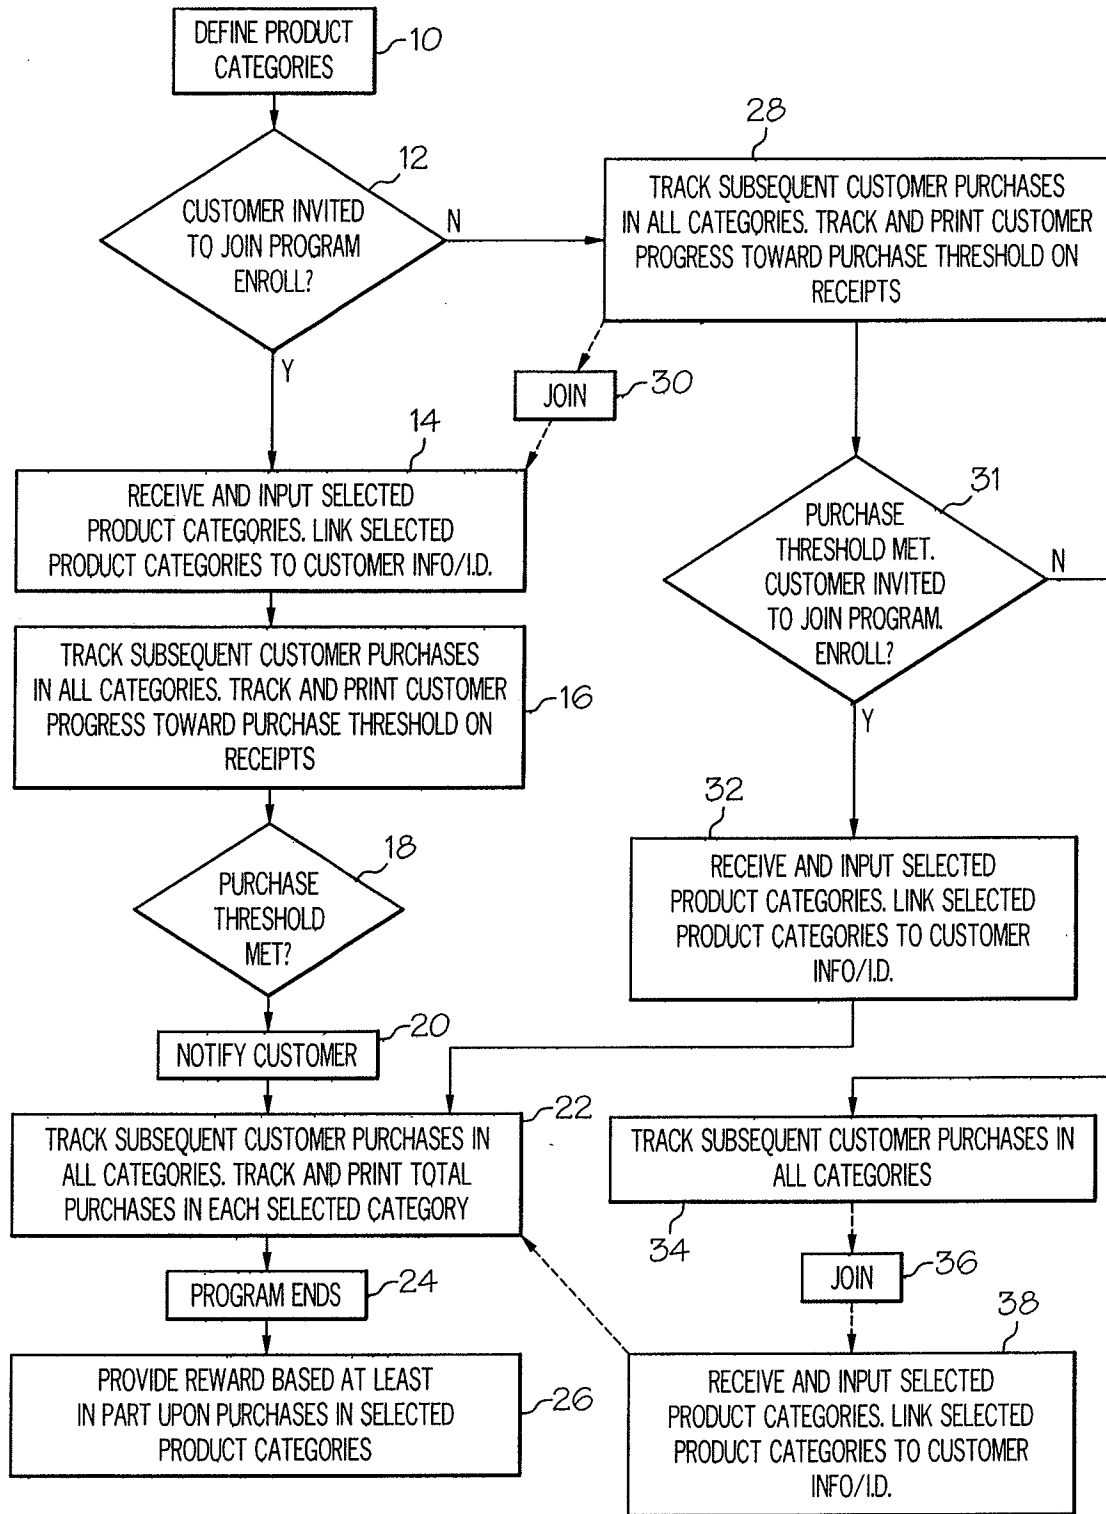 DEFINE PRODUCT
CATEGORIES
10
12
CUSTOMER INVITED
TO JOIN PROGRAM
ENROLL?
N
Y
28
TRACK SUBSEQUENT CUSTOMER PURCHASES
IN ALL CATEGORIES. TRACK AND PRINT CUSTOMER
PROGRESS TOWARD PURCHASE THRESHOLD ON
RECEIPTS
JOIN
30
14
RECEIVE AND INPUT SELECTED
PRODUCT CATEGORIES. LINK SELECTED
PRODUCT CATEGORIES TO CUSTOMER INFO/I.D.
TRACK SUBSEQUENT CUSTOMER PURCHASES
IN ALL CATEGORIES. TRACK AND PRINT CUSTOMER
PROGRESS TOWARD PURCHASE THRESHOLD ON
RECEIPTS
16
18
PURCHASE
THRESHOLD
MET?
NOTIFY CUSTOMER
20
TRACK SUBSEQUENT CUSTOMER PURCHASES IN
ALL CATEGORIES. TRACK AND PRINT TOTAL
PURCHASES IN EACH SELECTED CATEGORY
22
PROGRAM ENDS
24
PROVIDE REWARD BASED AT LEAST
IN PART UPON PURCHASES IN SELECTED
PRODUCT CATEGORIES
26
31
PURCHASE
THRESHOLD MET.
CUSTOMER INVITED
TO JOIN PROGRAM.
ENROLL?
N
Y
32
RECEIVE AND INPUT SELECTED
PRODUCT CATEGORIES. LINK SELECTED
PRODUCT CATEGORIES TO CUSTOMER
INFO/I.D.
TRACK SUBSEQUENT CUSTOMER PURCHASES IN
ALL CATEGORIES
34
JOIN
36
38
RECEIVE AND INPUT SELECTED
PRODUCT CATEGORIES. LINK SELECTED
PRODUCT CATEGORIES TO CUSTOMER
INFO/I.D.